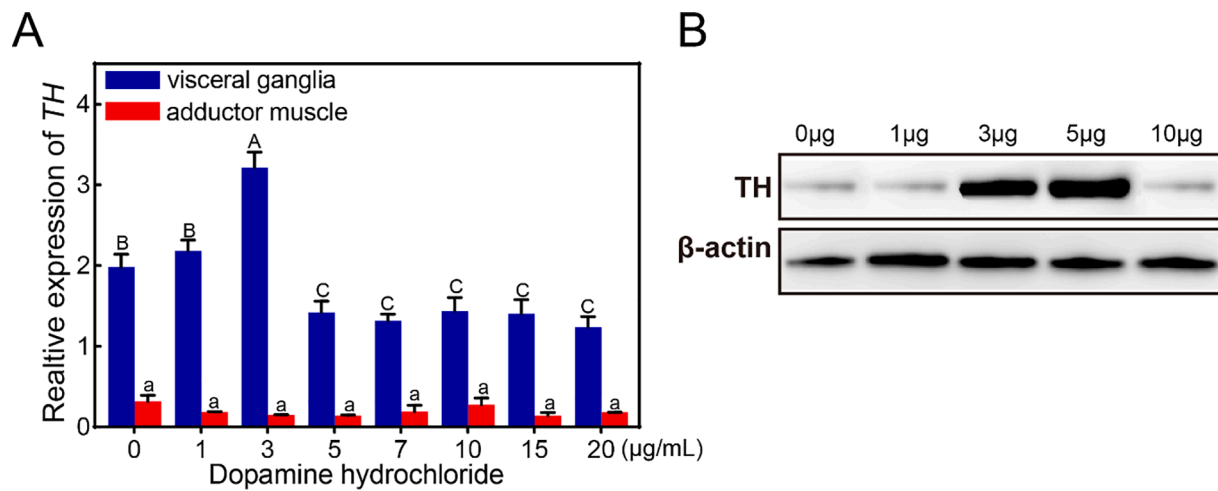 A
Realtive expression of TH
4
3
2
1
0
visceral ganglia
adductor muscle
B
a
B
a
A
a
C
a
C
a
C
a
C
a
C
a
0 1 3 5 7 10 15 20 (μg/mL)
Dopamine hydrochloride
B
0μg 1μg 3μg 5μg 10μg
TH
β-actin